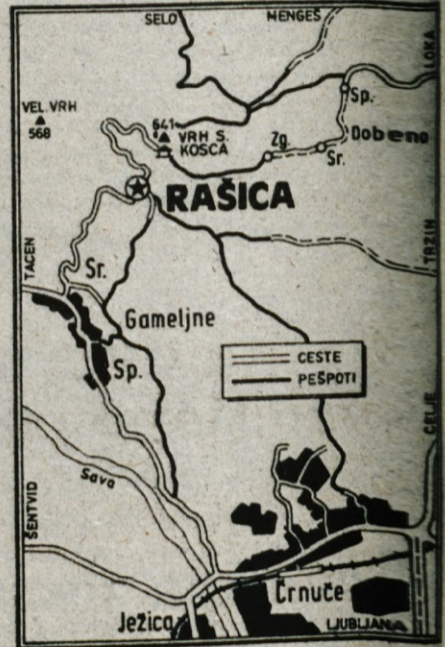 SELO
MENGEŠ
LOKA
VEL. VRH
568
641
VRH S.
KOSCA
Sp.
Dobeno
Zg.
Sr.
RAŠICA
TACEN
TRZIN
Sr.
Gameljne
Sp.
CESTE
PEŠPOTI
CELJE
Sava
ŠENTVID
Črnuče
Ježica
LJUBLJANA